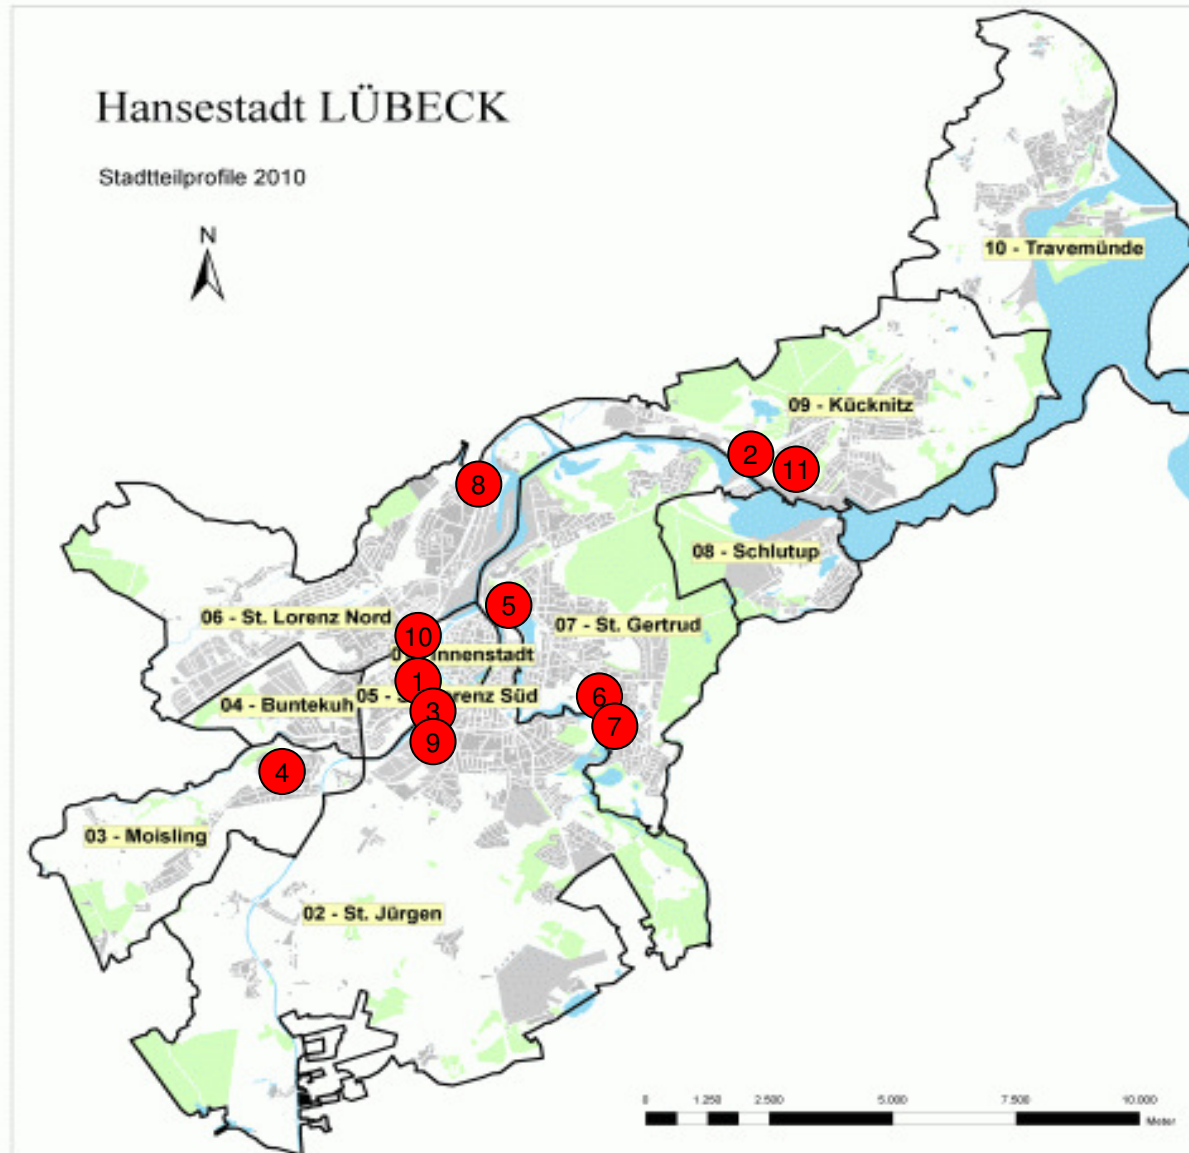 Hansestadt LÜBECK
Stadtteilprofile 2010
N
10 - Travemünde
09 - Kücknitz
2
11
8
08 - Schlutup
5
06 - St. Lorenz Nord
07 - St. Gertrud
10
0 nnenstadt
1
05 - S renz Süd
04 - Buntekuh
6
3
7
9
4
03 - Moisling
02 - St. Jürgen
0 1.250 2.500 5.000 7.500 10.000
Meter